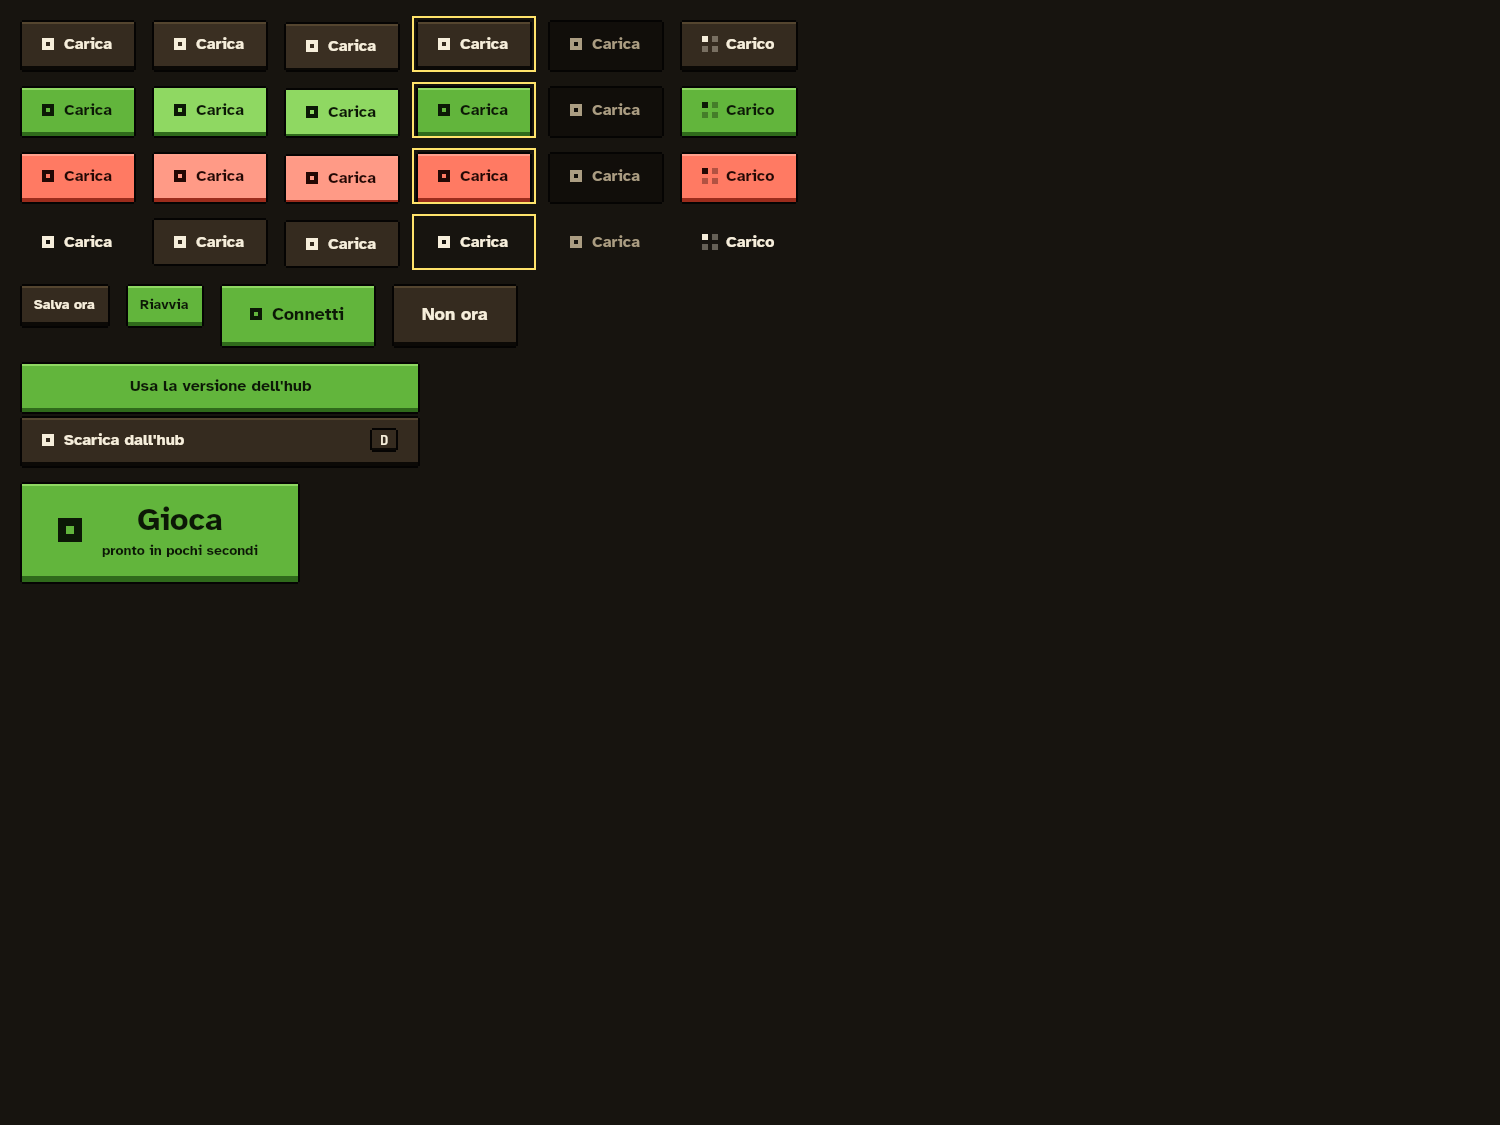 Carica Carica Carica Carica Carica Carico
Carica Carica Carica Carica Carica Carico
Carica Carica Carica Carica Carica Carico
Carica Carica Carica Carica Carica Carico
Salva ora Riavvia Connetti Non ora
Usa la versione dell'hub
Scarica dall'hub D
Gioca
pronto in pochi secondi